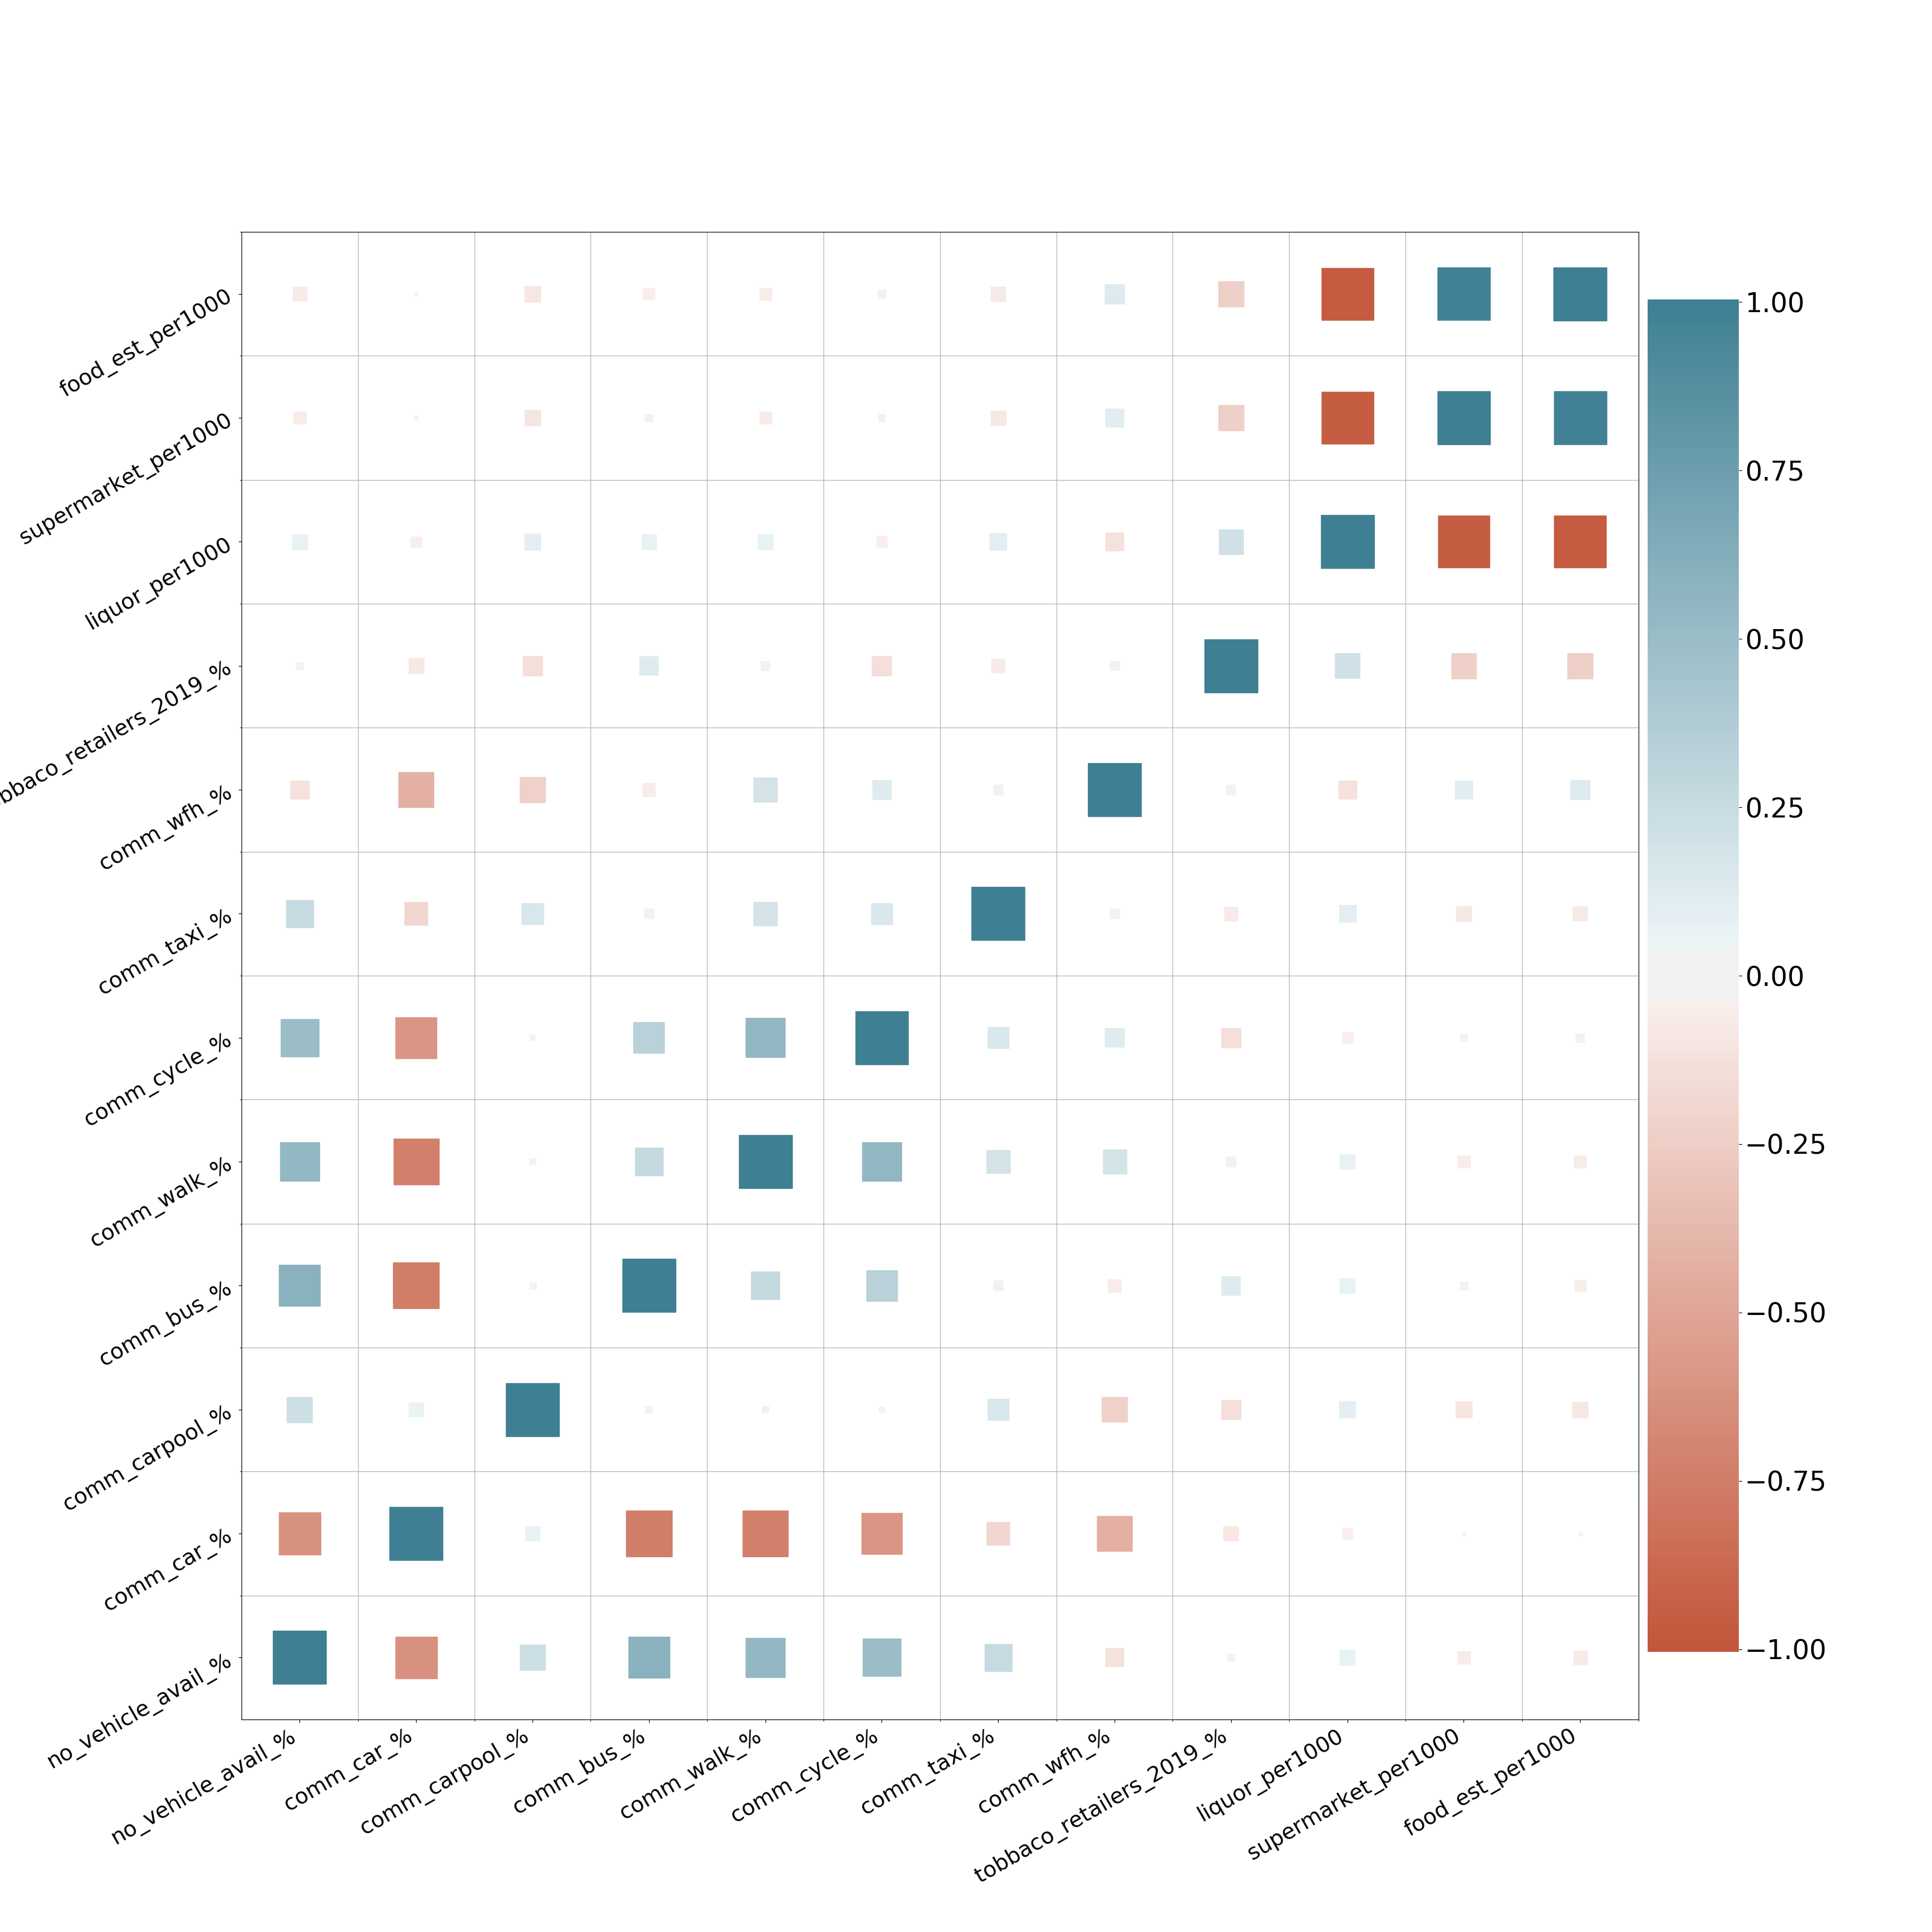 food_est_per1000
supermarket_per1000
liquor_per1000
bbaco_retailers_2019_%
comm_wfh_%
comm_taxi_%
comm_cycle_%
comm_walk_%
comm_bus_%
comm_carpool_%
comm_car_%
no_vehicle_avail_%
no_vehicle_avail_%
comm_car_%
comm_carpool_%
comm_bus_%
comm_walk_%
comm_cycle_%
comm_taxi_%
comm_wfh_%
tobbaco_retailers_2019_%
liquor_per1000
supermarket_per1000
food_est_per1000
1.00
0.75
0.50
0.25
0.00
−0.25
−0.50
−0.75
−1.00